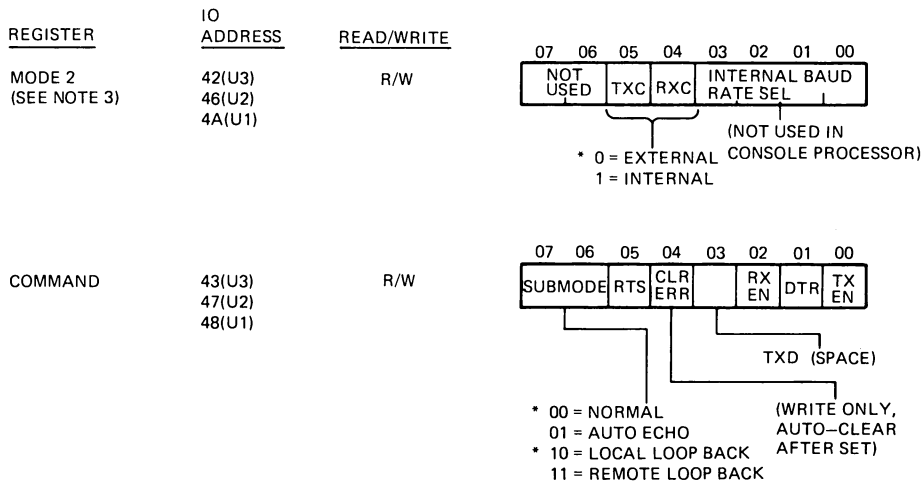 IO
REGISTER ADDRESS READ/WRITE
07 06 05 04 03 02 01 00
MODE 2 42(U3) R/W
(SEE NOTE 3) 46(U2)
4A(U1)
NOT USED TXC RXC INTERNAL BAUD RATE SEL
(NOT USED IN
CONSOLE PROCESSOR)
* 0 = EXTERNAL
1 = INTERNAL
07 06 05 04 03 02 01 00
COMMAND 43(U3) R/W
47(U2)
48(U1)
SUBMODE RTS CLR ERR RX EN DTR TX EN
TXD (SPACE)
* 00 = NORMAL
01 = AUTO ECHO
* 10 = LOCAL LOOP BACK
11 = REMOTE LOOP BACK
(WRITE ONLY,
AUTO–CLEAR
AFTER SET)